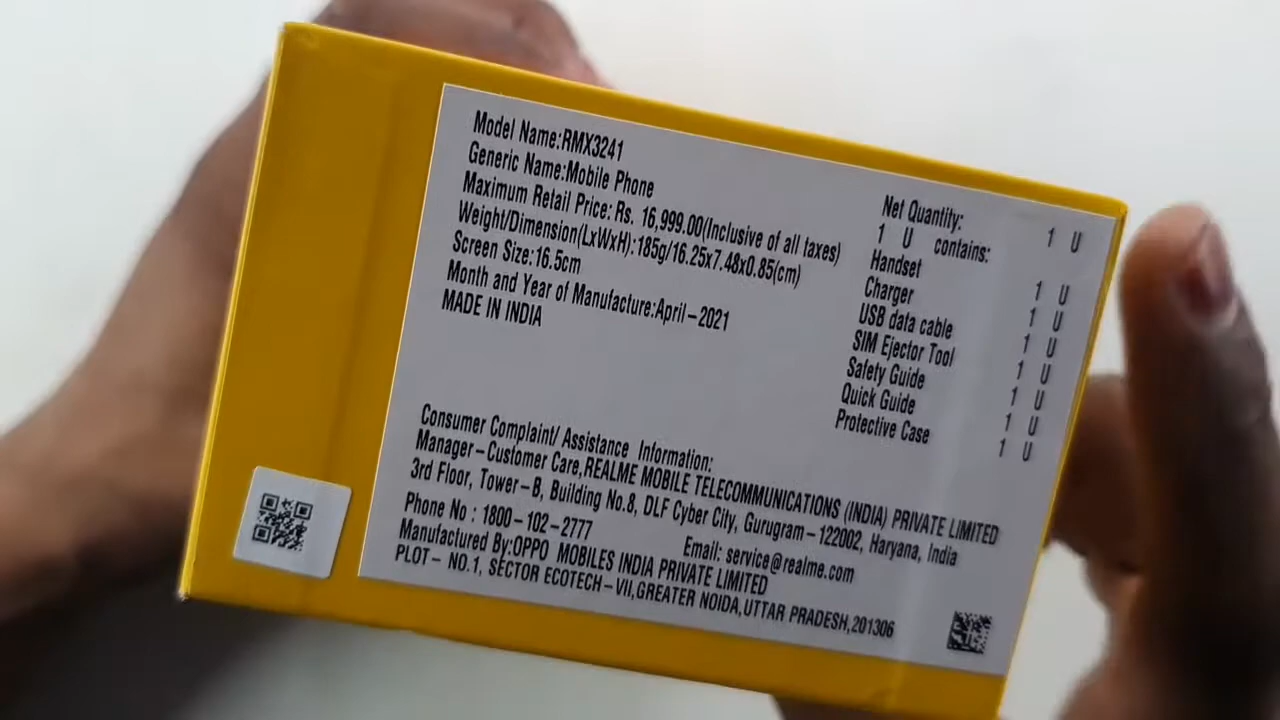 Model Name:RMX3241
Generic Name:Mobile Phone
Maximum Retail Price: Rs. 16,999.00(Inclusive of all taxes)
Weight/Dimension(LxWxH):185g/16.25x7.48x0.85(cm)
Screen Size:16.5cm
Month and Year of Manufacture:April-2021
MADE IN INDIA
Net Quantity: 1 U
1 U contains:
Handset 1 U
Charger 1 U
USB data cable 1 U
SIM Ejector Tool 1 U
Safety Guide 1 U
Quick Guide 1 U
Protective Case 1 U
Consumer Complaint/ Assistance Information:
Manager-Customer Care,REALME MOBILE TELECOMMUNICATIONS (INDIA) PRIVATE LIMITED
3rd Floor, Tower-B, Building No.8, DLF Cyber City, Gurugram-122002, Haryana, India
Phone No : 1800-102-2777 Email: service@realme.com
Manufactured By:OPPO MOBILES INDIA PRIVATE LIMITED
PLOT- NO.1, SECTOR ECOTECH-VII,GREATER NOIDA,UTTAR PRADESH,201306